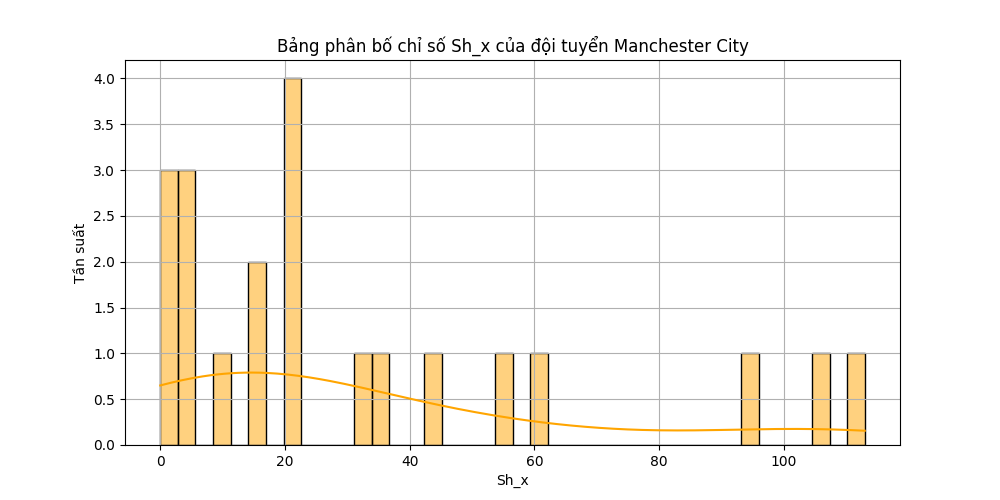 Bảng phân bố chỉ số Sh_x của đội tuyển Manchester City
4.0
3.5
3.0
2.5
2.0
1.5
1.0
0.5
0.0
Tần suất
0 20 40 60 80 100
Sh_x